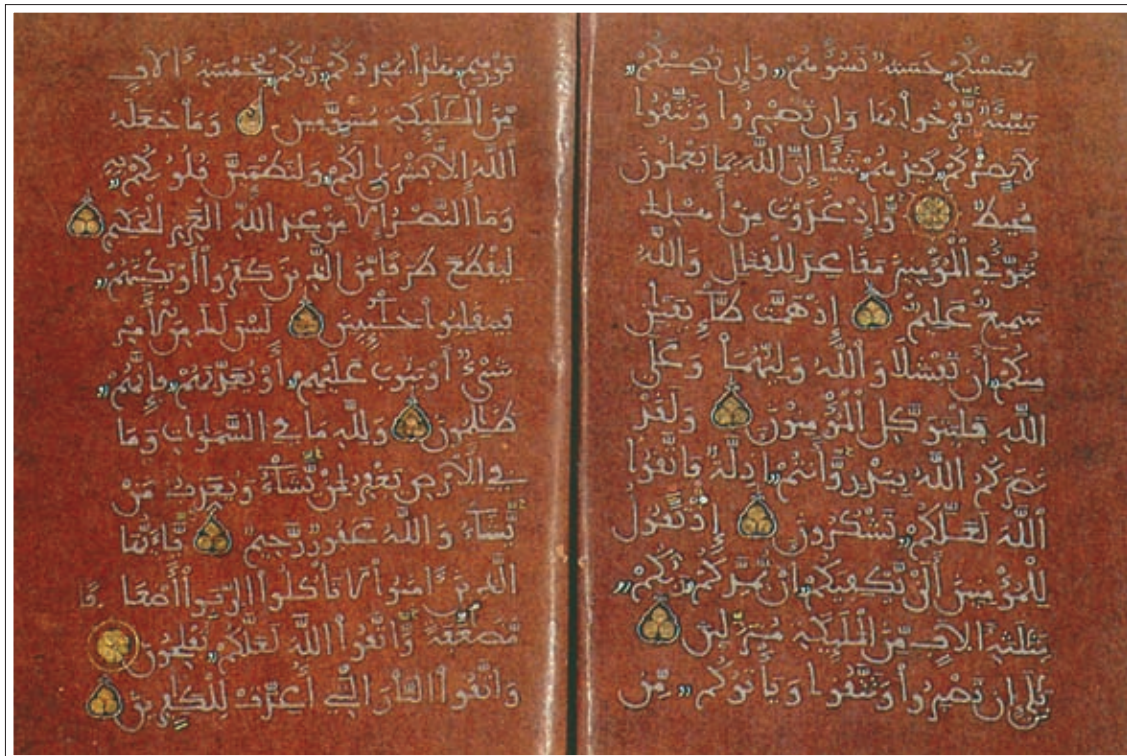 تمسسكم حسنة تسؤهم وإن تصبكم
سيئة يفرحوا بها وإن تصبروا وتتقوا
لا يضركم كيدهم شيئا إن الله بما يعملون
محيط وإذ غدوت من أهلك
تبوئ المؤمنين مقاعد للقتال والله
سميع عليم إذ همت طائفتان
منكم أن تفشلا والله وليهما وعلى
الله فليتوكل المؤمنون ولقد
نصركم الله ببدر وأنتم أذلة فاتقوا
الله لعلكم تشكرون إذ تقول
للمؤمنين ألن يكفيكم أن يمدكم ربكم
بثلثة ءالف من الملئكة منزلين
بلى إن تصبروا وتتقوا ويأتوكم من
فورهم هذا يمددكم ربكم بخمسة ءالف
من الملئكة مسومين وما جعله
الله إلا بشرى لكم ولتطمئن قلوبكم به
وما النصر إلا من عند الله العزيز الحكيم
ليقطع طرفا من الذين كفروا أو يكبتهم
فينقلبوا خائبين ليس لك من الأمر
شيء أو يتوب عليهم أو يعذبهم فإنهم
ظلمون ولله ما في السموت وما
في الأرض يغفر لمن يشاء ويعذب من
يشاء والله غفور رحيم يأيها
الذين ءامنوا لا تأكلوا الربوا أضعفا
مضعفة واتقوا الله لعلكم تفلحون
واتقوا النار التي أعدت للكفرين